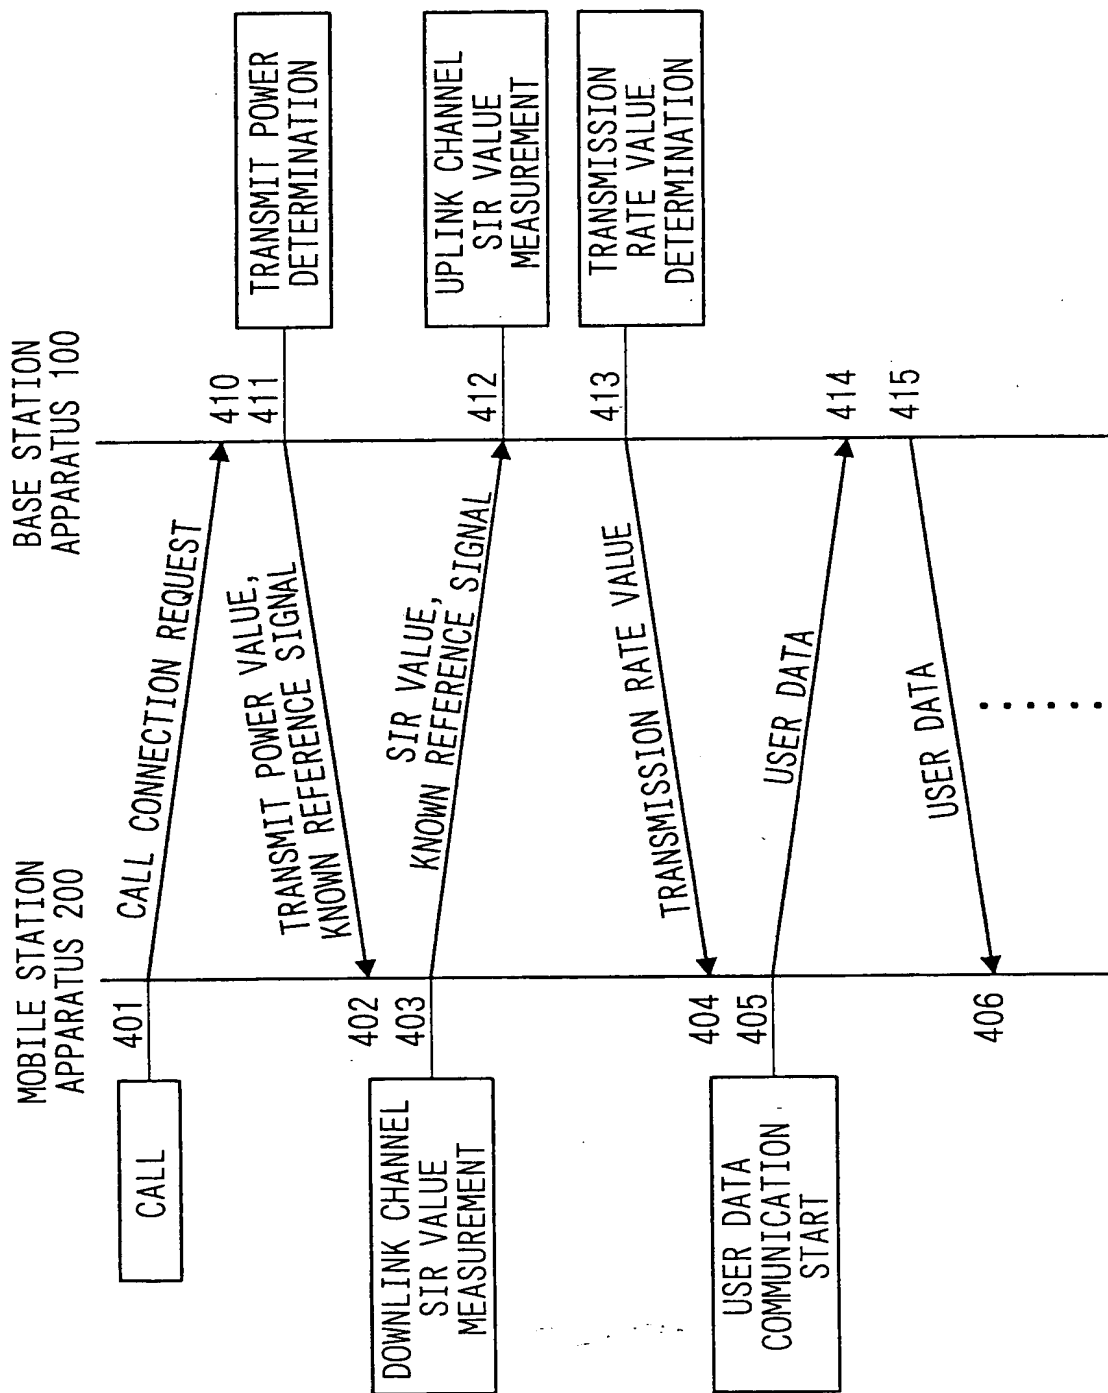 MOBILE STATION
APPARATUS 200
BASE STATION
APPARATUS 100
CALL
401
CALL CONNECTION REQUEST
410
411
TRANSMIT POWER
DETERMINATION
TRANSMIT POWER VALUE,
KNOWN REFERENCE SIGNAL
402
403
DOWNLINK CHANNEL
SIR VALUE
MEASUREMENT
SIR VALUE,
KNOWN REFERENCE SIGNAL
412
UPLINK CHANNEL
SIR VALUE
MEASUREMENT
413
TRANSMISSION
RATE VALUE
DETERMINATION
TRANSMISSION RATE VALUE
404
405
USER DATA
COMMUNICATION
START
USER DATA
414
415
USER DATA
406